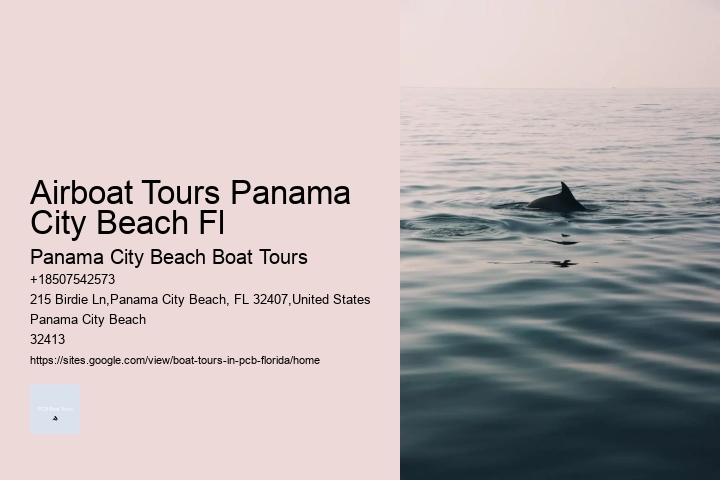 Airboat Tours Panama
City Beach Fl
Panama City Beach Boat Tours
+18507542573
215 Birdie Ln,Panama City Beach, FL 32407,United States
Panama City Beach
32413
https://sites.google.com/view/boat-tours-in-pcb-florida/home